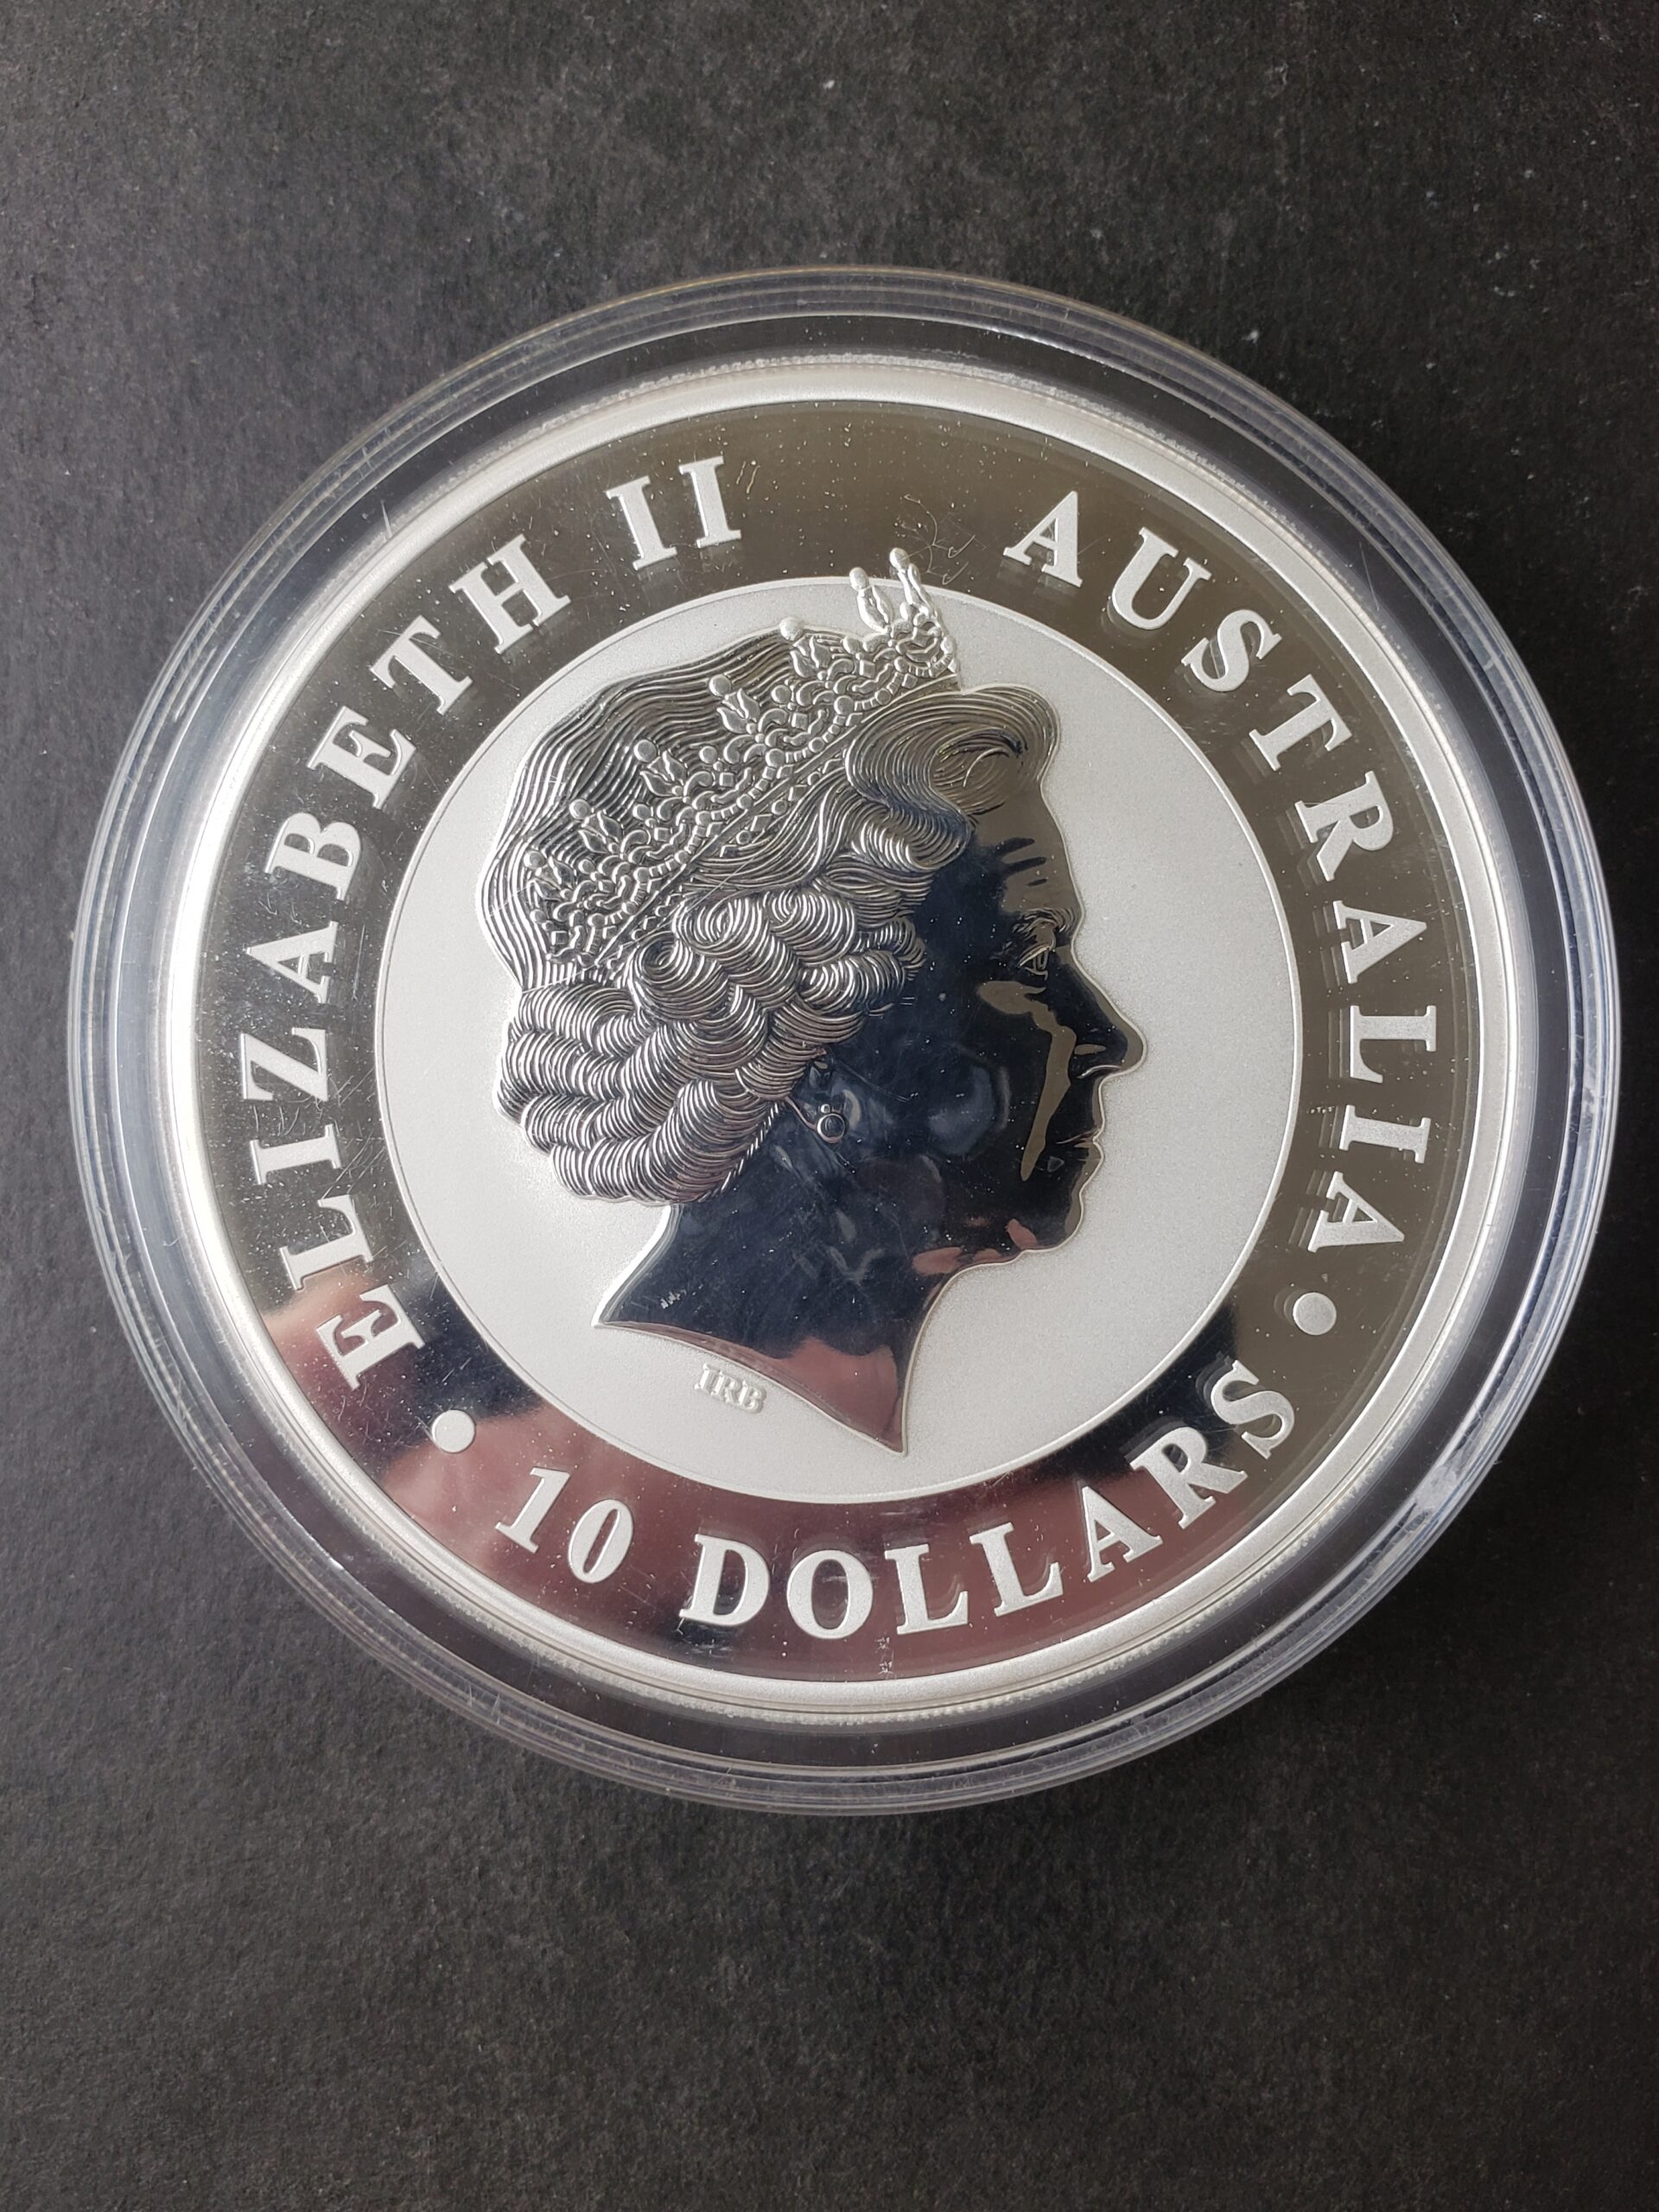 ELIZABETH II AUSTRALIA
• 10 DOLLARS •
IRB